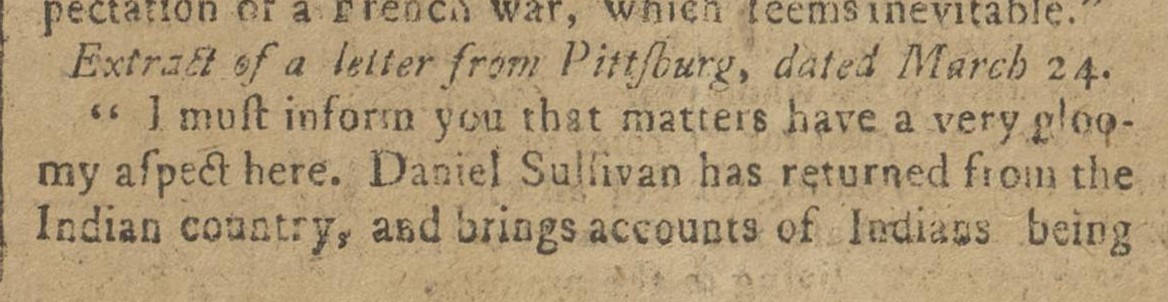 pectation of a French war, which ſeems inevitable."
Extract of a letter from Pittſburg, dated March 24.
" I muſt inform you that matters have a very gloo-
my aſpect here. Daniel Sullivan has returned from the
Indian country, and brings accounts of Indians being